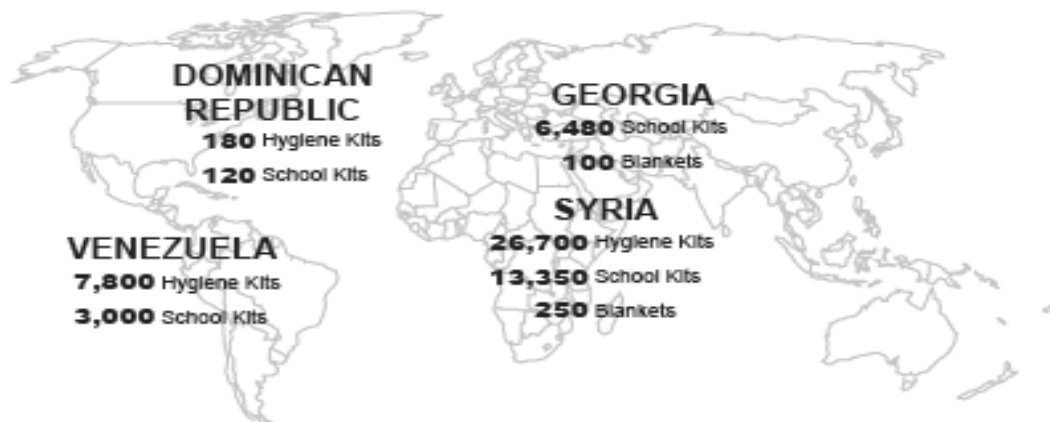 DOMINICAN
REPUBLIC
180 Hygiene Kits
120 School Kits
VENEZUELA
7,800 Hygiene Kits
3,000 School Kits
GEORGIA
6,480 School Kits
100 Blankets
SYRIA
26,700 Hygiene Kits
13,350 School Kits
250 Blankets